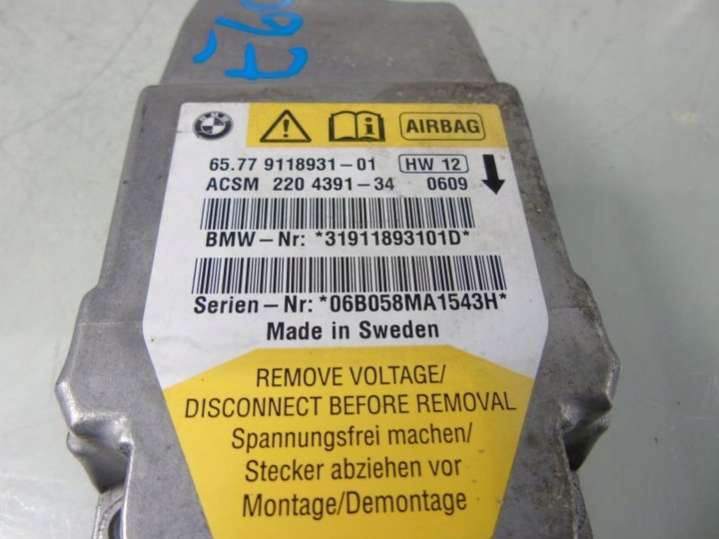 BMW
AIRBAG
65.77 9118931-01 HW 12
ACSM 220 4391-34 0609
BMW-Nr: *31911893101D*
Serien-Nr: *06B058MA1543H*
Made in Sweden
REMOVE VOLTAGE/
DISCONNECT BEFORE REMOVAL
Spannungsfrei machen/
Stecker abziehen vor
Montage/Demontage